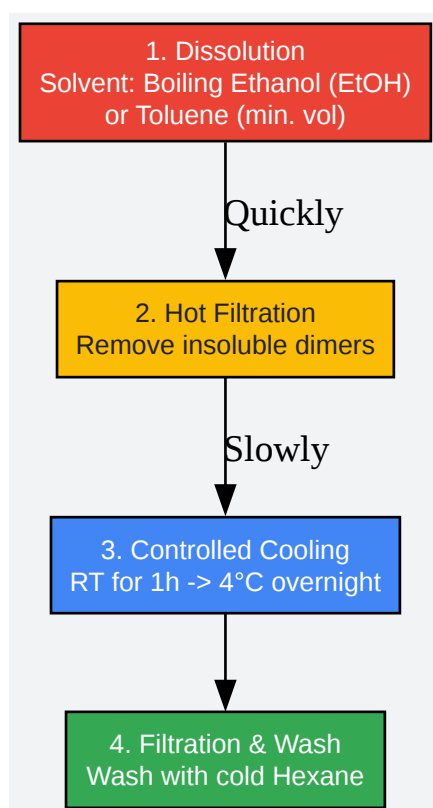 1. Dissolution
Solvent: Boiling Ethanol (EtOH)
or Toluene (min. vol)
Quickly
2. Hot Filtration
Remove insoluble dimers
Slowly
3. Controlled Cooling
RT for 1h -> 4°C overnight
4. Filtration & Wash
Wash with cold Hexane